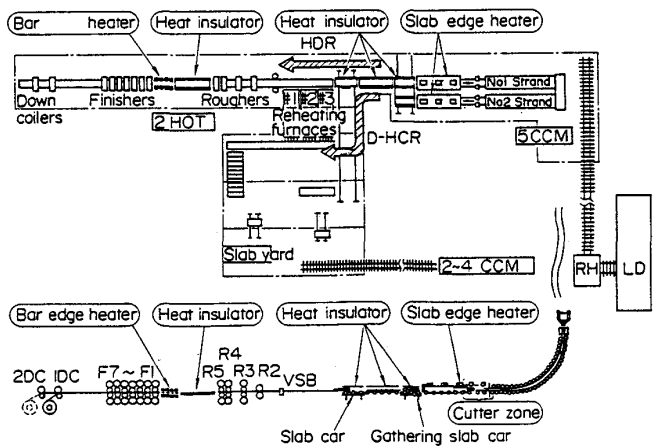 Bar heater
Heat insulator
Heat insulator
Slab edge heater
HDR
No1 Strand
No2 Strand
Down coilers
Finishers
Roughers
1 2 3
Reheating furnaces
2 HOT
D-HCR
5CCM
Slab yard
2~4 CCM
RH
LD
Bar edge heater
Heat insulator
Heat insulator
Slab edge heater
2DC
1DC
F7~F1
R5
R4
R3
R2
VSB
Cutter zone
Slab car
Gathering slab car